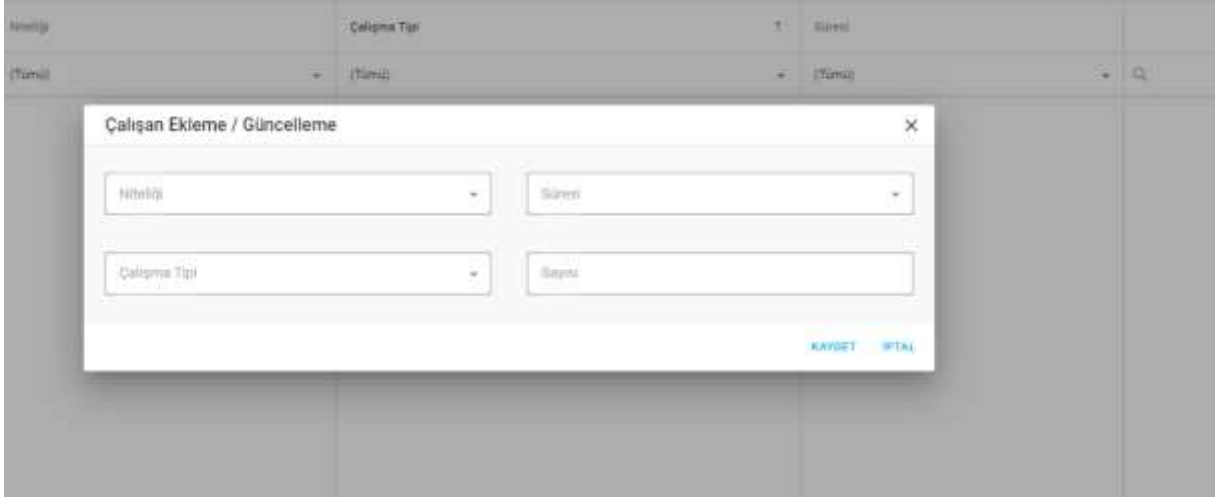 Niteliği
Çalışma Tipi
Süresi
(Tümü)
(Tümü)
(Tümü)
Çalışan Ekleme / Güncelleme
Niteliği
Süresi
Çalışma Tipi
Sayısı
KAYDET
İPTAL